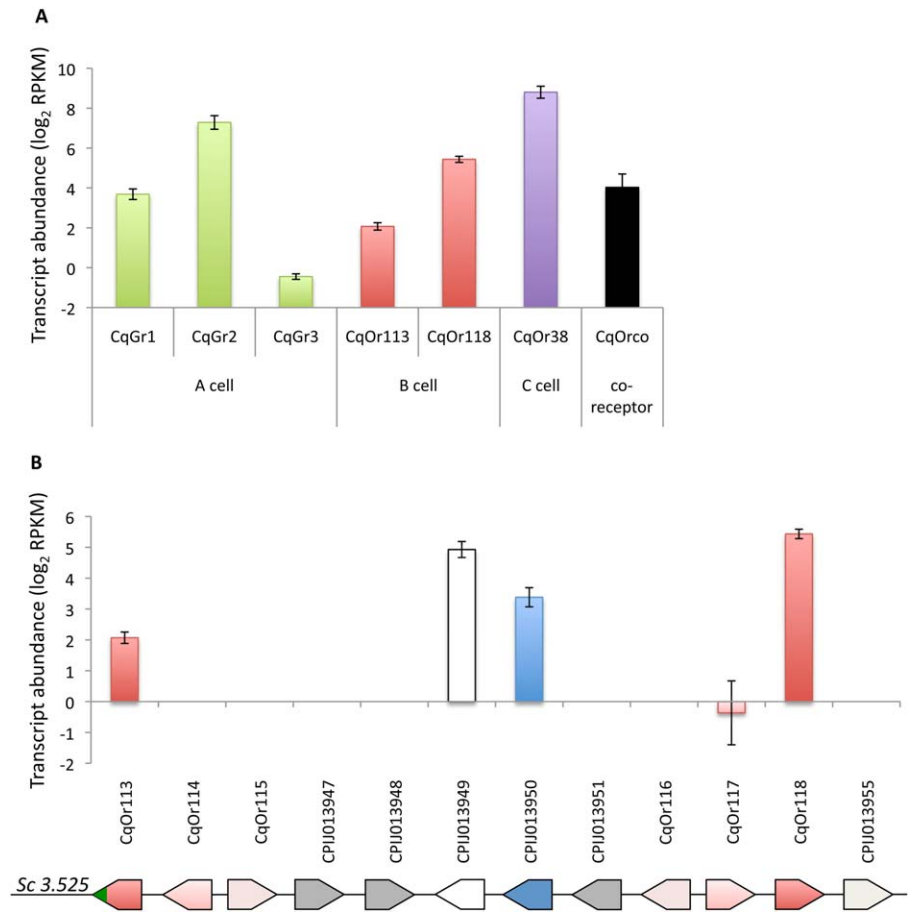 A
Transcript abundance (log2 RPKM)
10
8
6
4
2
0
-2
CqGr1 CqGr2 CqGr3 CqOr113 CqOr118 CqOr38 CqOrco
A cell B cell C cell co-
receptor
B
Transcript abundance (log2 RPKM)
6
5
4
3
2
1
0
-1
-2
CqOr113
CqOr114
CqOr115
CPIJ013947
CPIJ013948
CPIJ013949
CPIJ013950
CPIJ013951
CqOr116
CqOr117
CqOr118
CPIJ013955
Sc 3.525